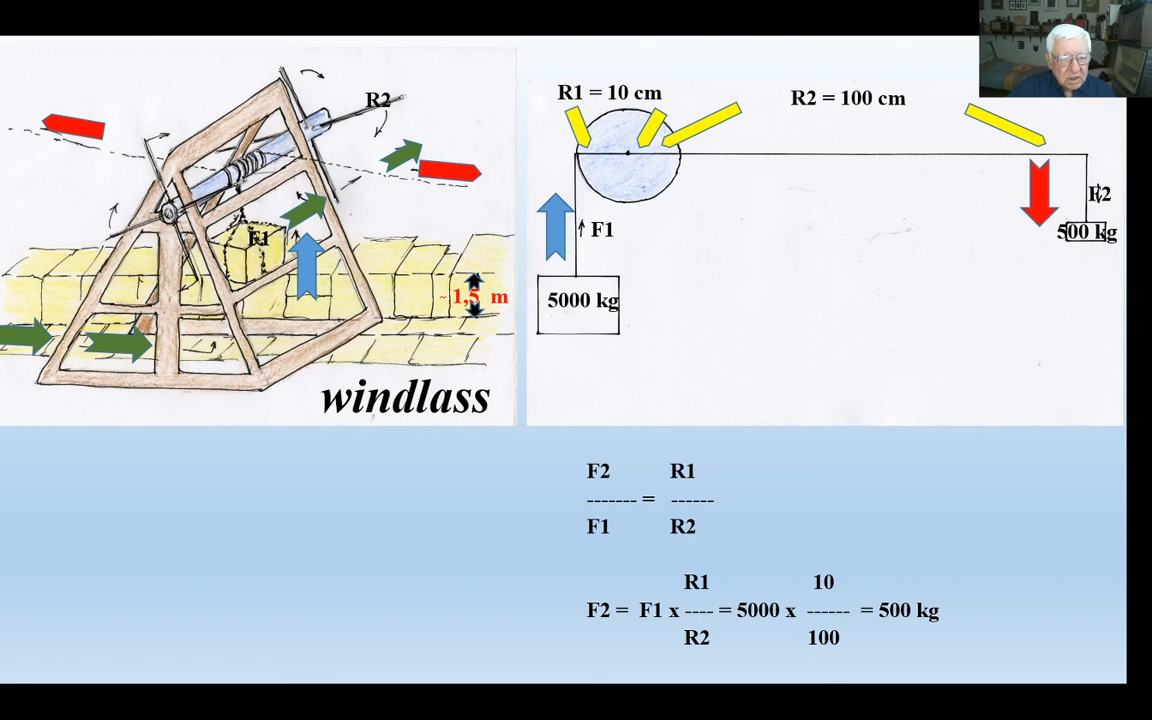 R2
F1
~ 1,5 m
windlass
R1 = 10 cm
R2 = 100 cm
F1
F2
5000 kg
500 kg
F2 R1
------- = ------
F1 R2
R1 10
F2 = F1 x ---- = 5000 x ------ = 500 kg
R2 100